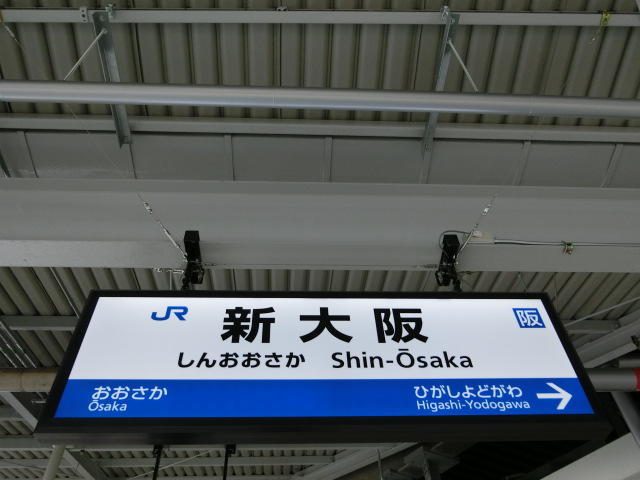 JR 新大阪 阪
しんおおさか Shin-Ōsaka
おおさか ひがしよどがわ
Ōsaka Higashi-Yodogawa